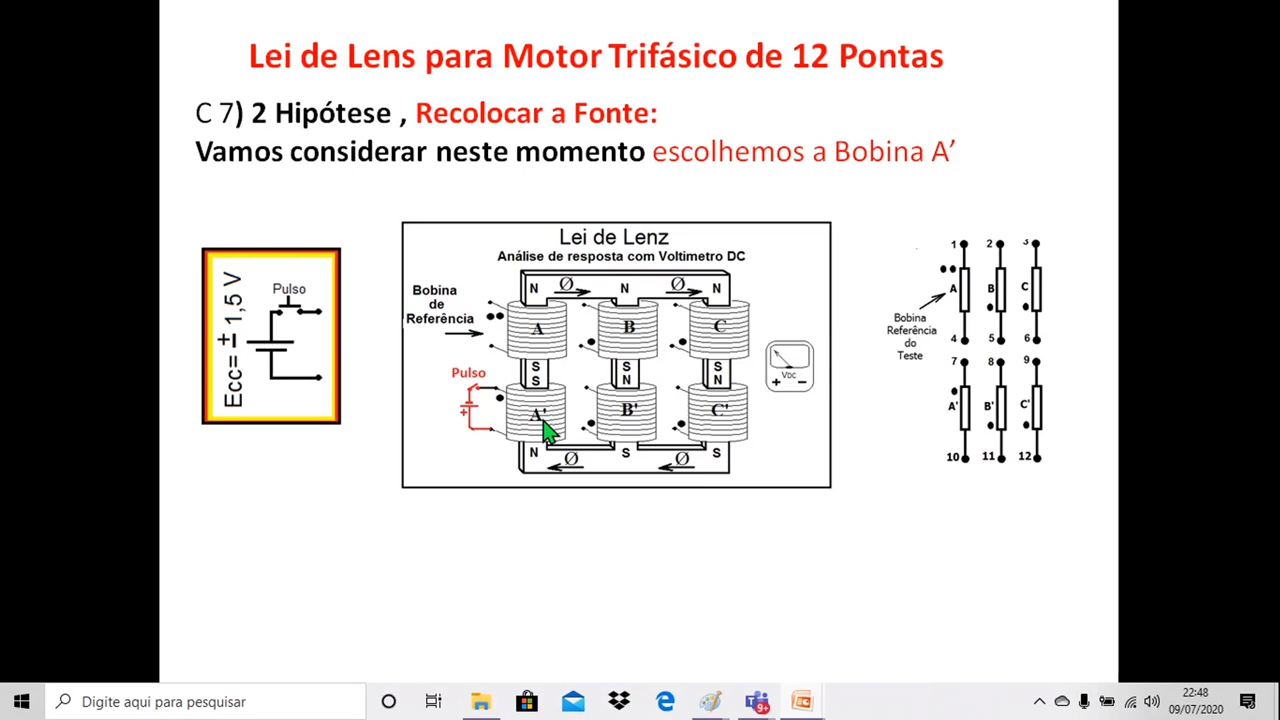 Lei de Lens para Motor Trifásico de 12 Pontas
C 7) 2 Hipótese , Recolocar a Fonte:
Vamos considerar neste momento escolhemos a Bobina A’
Ecc= ± 1,5 V
Pulso
Lei de Lenz
Análise de resposta com Voltimetro DC
Bobina
de
Referência
N Ø N Ø N
A B C
S S S
S N N
Pulso
+
A' B' C'
N Ø S Ø S
VDC
+ −
1 2 3
A B C
Bobina
Referência
do
Teste
4 5 6
7 8 9
A' B' C'
10 11 12
Digite aqui para pesquisar
9+
22:48
09/07/2020